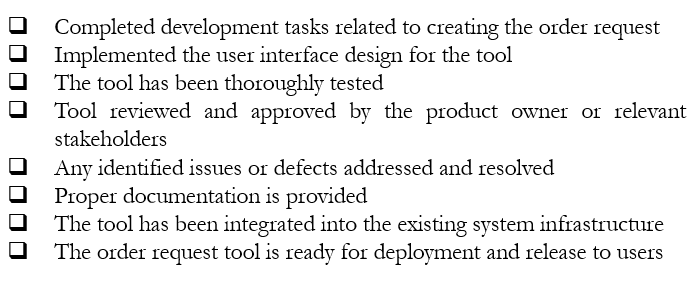 ❑ Completed development tasks related to creating the order request
❑ Implemented the user interface design for the tool
❑ The tool has been thoroughly tested
❑ Tool reviewed and approved by the product owner or relevant
stakeholders
❑ Any identified issues or defects addressed and resolved
❑ Proper documentation is provided
❑ The tool has been integrated into the existing system infrastructure
❑ The order request tool is ready for deployment and release to users